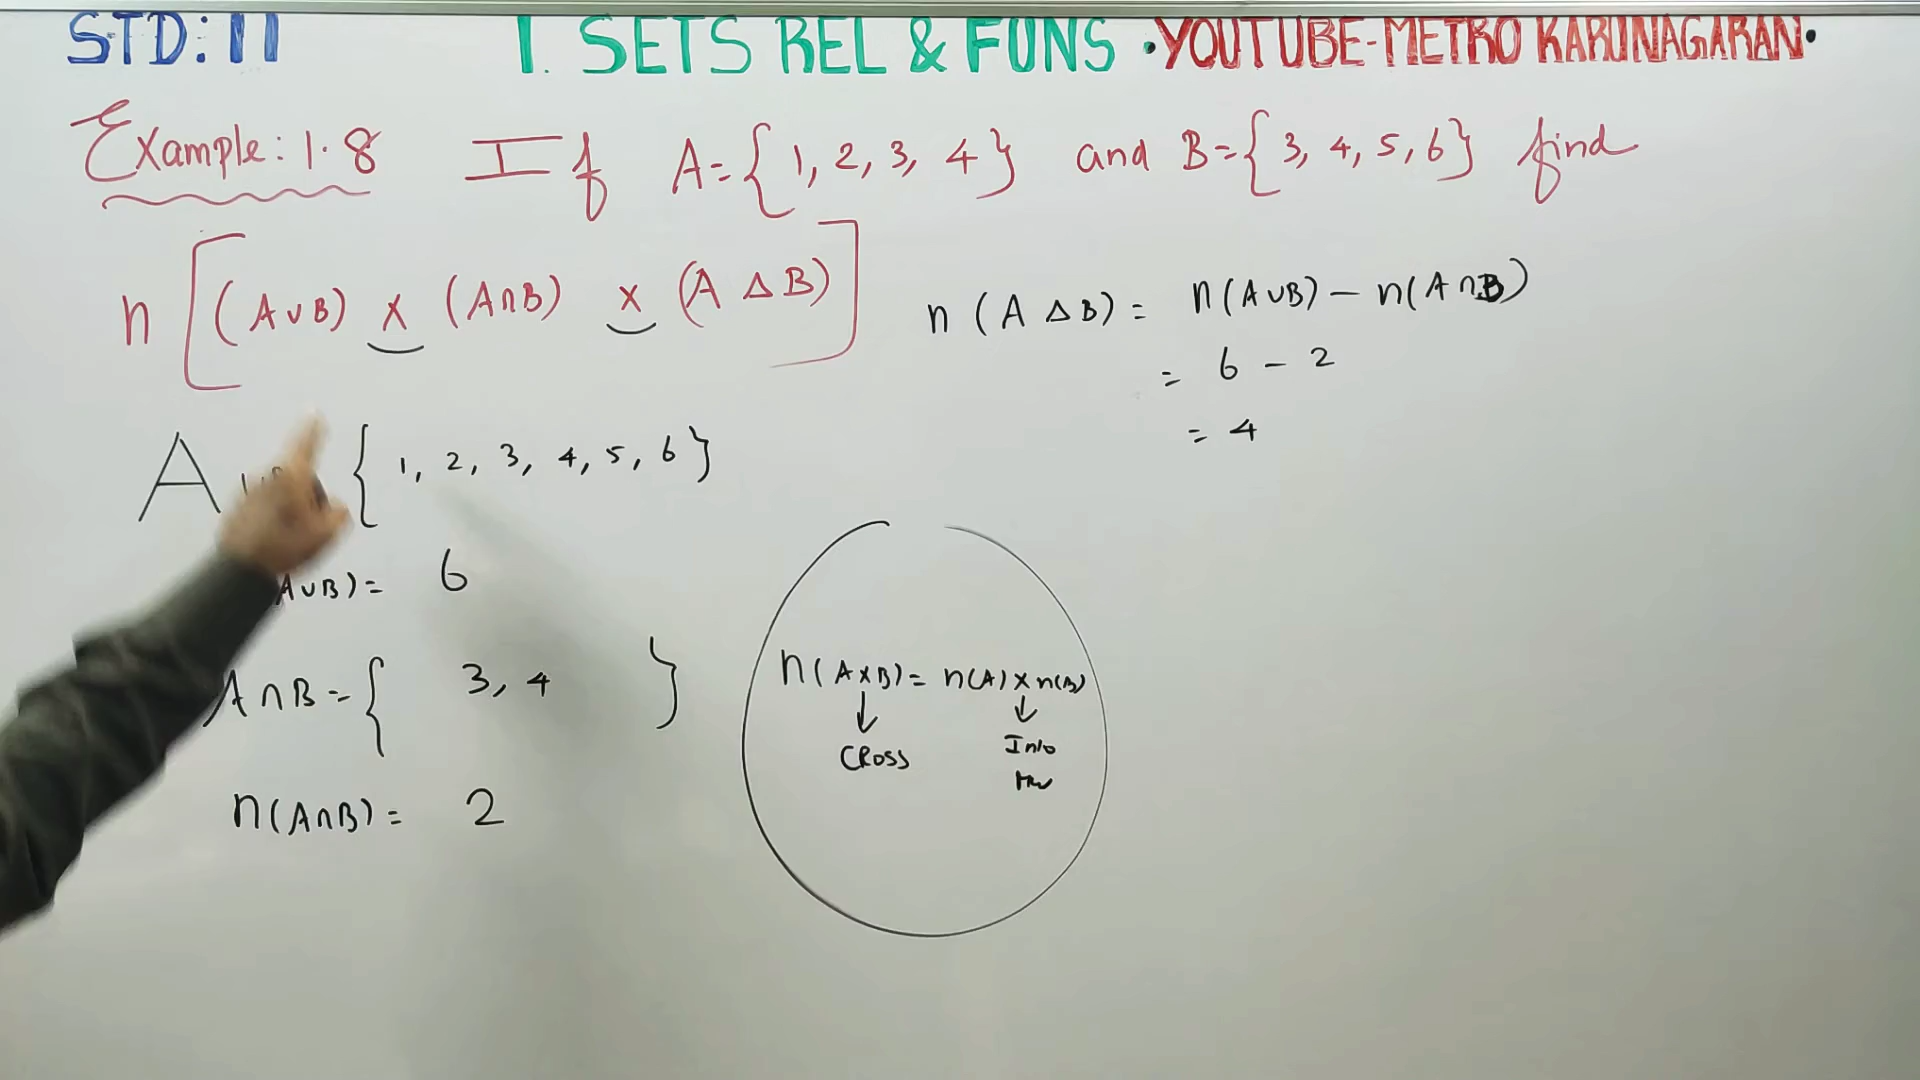 STD: 11 1. SETS REL & FUNS • YOUTUBE-METRO KARUNAGARAN •
Example: 1.8 If A={1, 2, 3, 4} and B={3, 4, 5, 6} find
n[(A∪B) × (A∩B) × (A Δ B)]
n(A Δ B) = n(A∪B) – n(A∩B)
= 6 – 2
= 4
A {1, 2, 3, 4, 5, 6}
A∪B) = 6
A∩B = {3, 4}
n(A∩B) = 2
n(A×B) = n(A) × n(B)
↓ ↓
CROSS Into